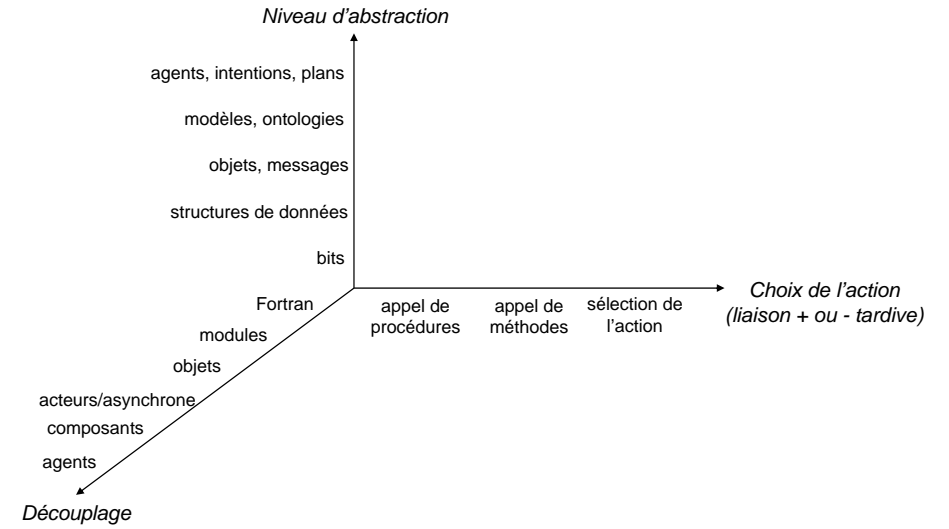 Niveau d'abstraction
agents, intentions, plans
modèles, ontologies
objets, messages
structures de données
bits
Fortran
modules
objets
acteurs/asynchrone
composants
agents
Découplage
appel de
procédures
appel de
méthodes
sélection de
l'action
Choix de l'action
(liaison + ou - tardive)